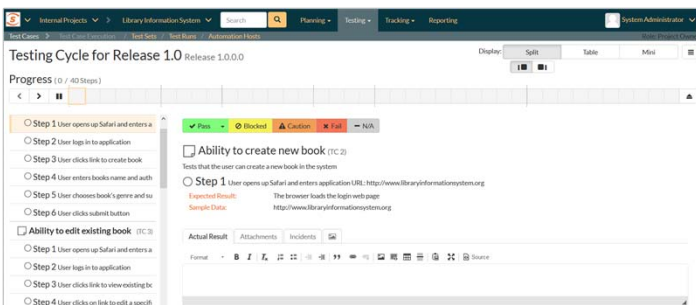 Internal Projects Library Information System Search Planning Testing Tracking Reporting System Administrator
Test Cases > Test Case Execution / Test Sets / Test Runs / Automation Hosts Role: Project Owner
Testing Cycle for Release 1.0 Release 1.0.0.0
Display: Split Table Mini
Progress (0 / 40 Steps)
Step 1 User opens up Safari and enters a
Step 2 User logs in to application
Step 3 User clicks link to create book
Step 4 User enters books name and auth
Step 5 User chooses book's genre and su
Step 6 User clicks submit button
Ability to edit existing book (TC 3)
Step 1 User opens up Safari and enters a
Step 2 User logs in to application
Step 3 User clicks link to view existing bo
Step 4 User clicks on link to edit a specifi
Pass Blocked Caution Fail N/A
Ability to create new book (TC 2)
Tests that the user can create a new book in the system
Step 1 User opens up Safari and enters application URL: http://www.libraryinformationsystem.org
Expected Result: The browser loads the login web page
Sample Data: http://www.libraryinformationsystem.org
Actual Result Attachments Incidents
Format B I Tx Source